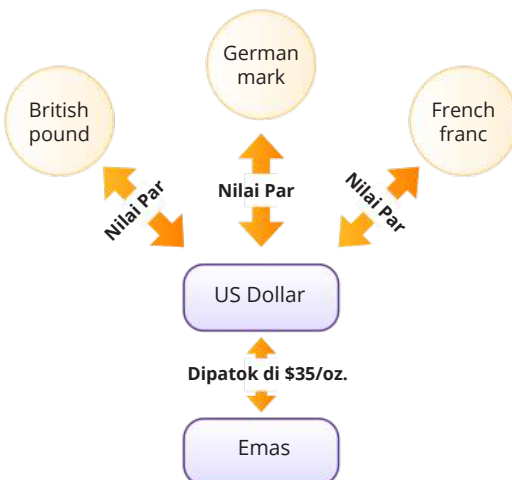 German
mark
British
pound
French
franc
Nilai Par
Nilai Par
Nilai Par
US Dollar
Dipatok di $35/oz.
Emas